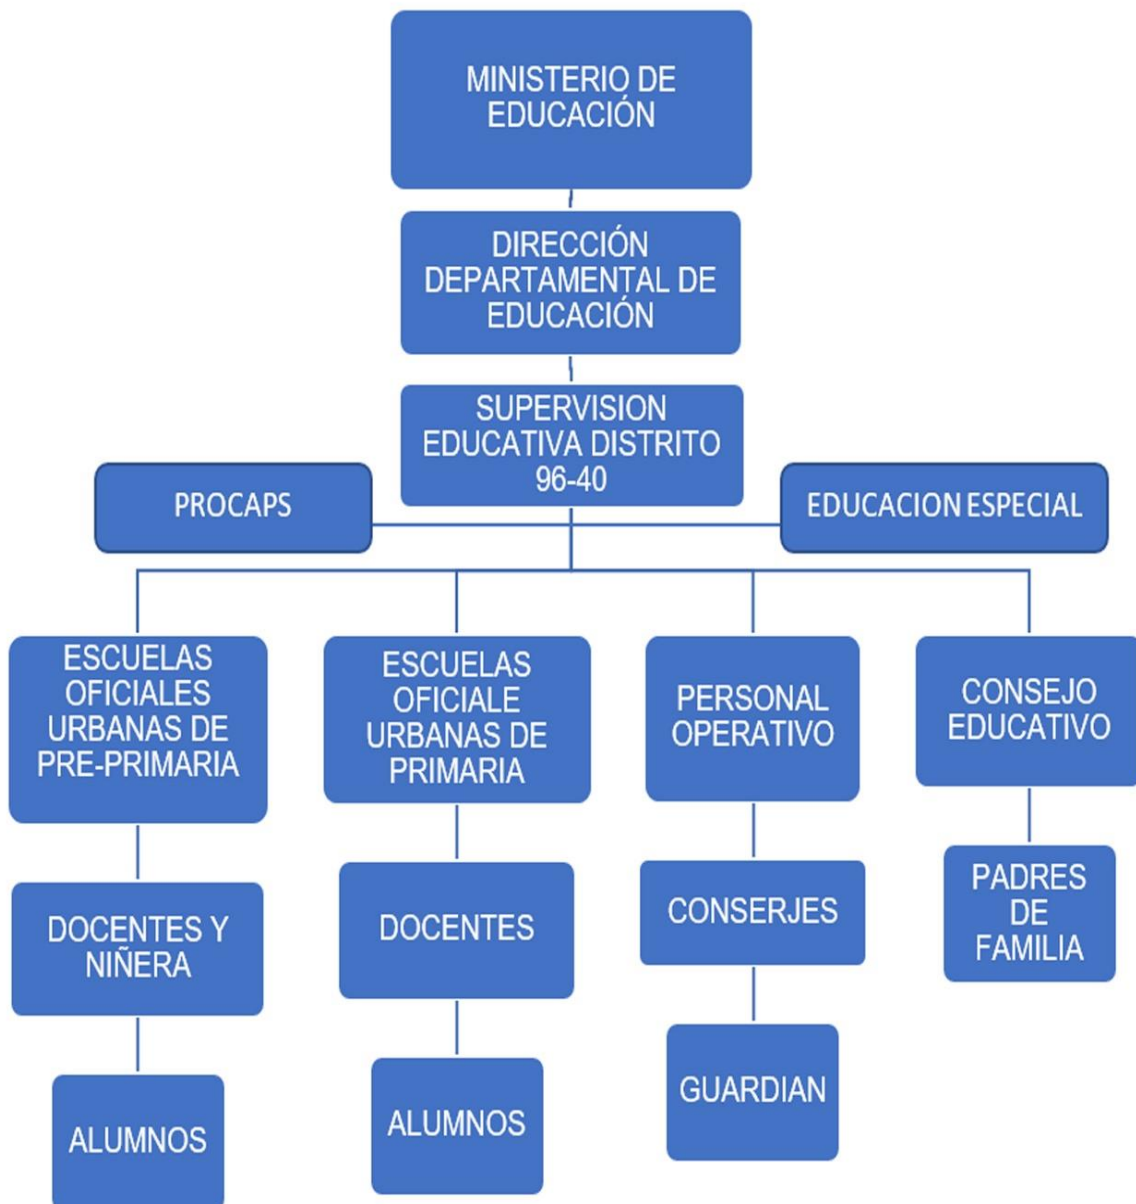 MINISTERIO DE
EDUCACIÓN
DIRECCIÓN
DEPARTAMENTAL DE
EDUCACIÓN
SUPERVISION
EDUCATIVA DISTRITO
96-40
PROCAPS
EDUCACION ESPECIAL
ESCUELAS
OFICIALES
URBANAS DE
PRE-PRIMARIA
ESCUELAS
OFICIALE
URBANAS DE
PRIMARIA
PERSONAL
OPERATIVO
CONSEJO
EDUCATIVO
DOCENTES Y
NIÑERA
DOCENTES
CONSERJES
PADRES
DE
FAMILIA
ALUMNOS
ALUMNOS
GUARDIAN